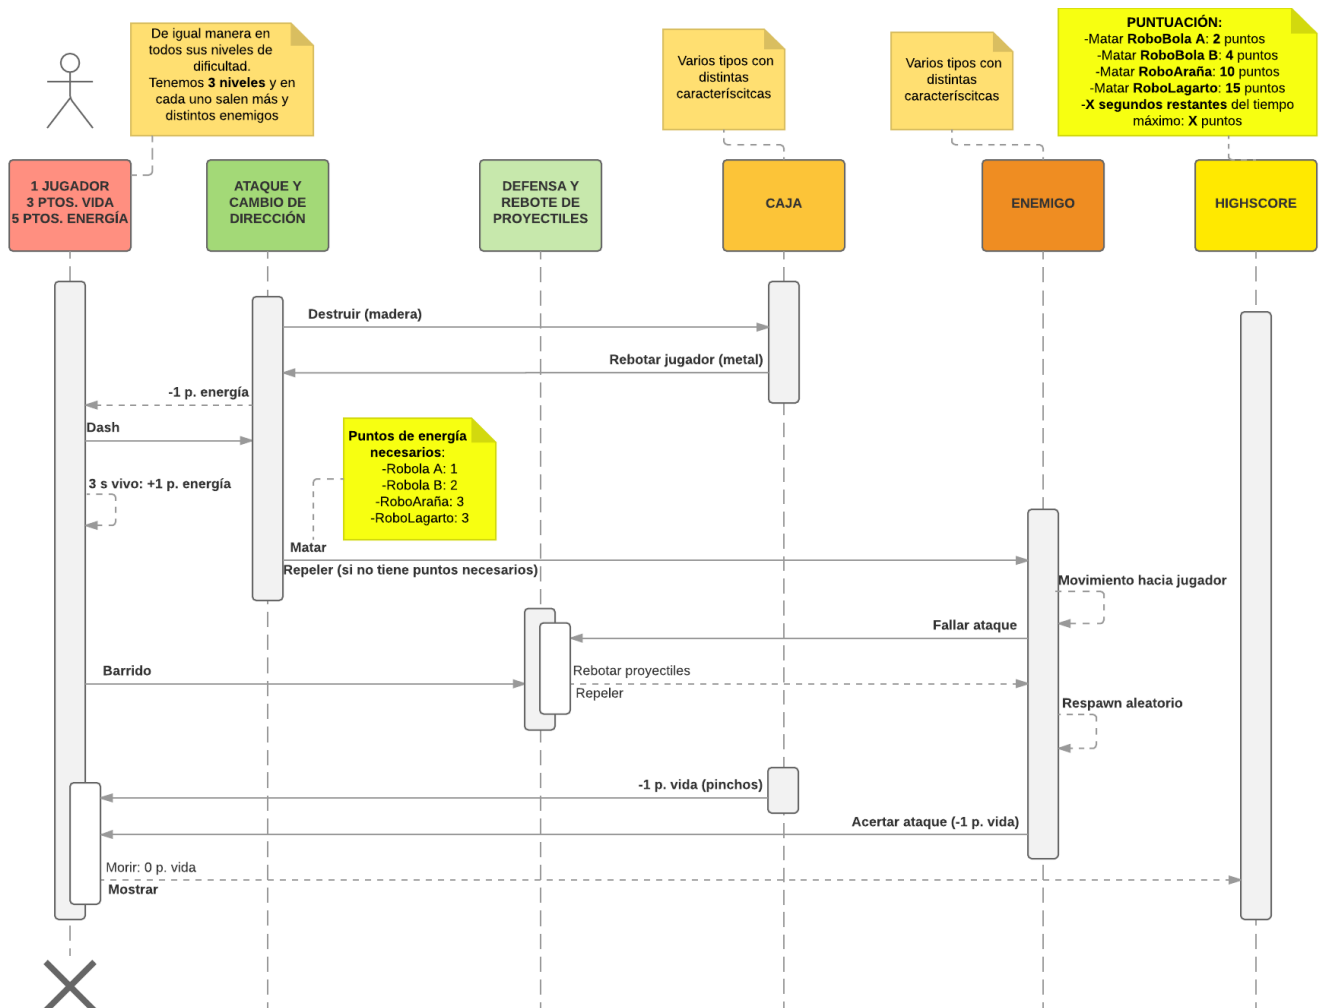 De igual manera en
todos sus niveles de
dificultad.
Tenemos 3 niveles y en
cada uno salen más y
distintos enemigos
Varios tipos con
distintas
caracteríscitcas
Varios tipos con
distintas
caracteríscitcas
PUNTUACIÓN:
-Matar RoboBola A: 2 puntos
-Matar RoboBola B: 4 puntos
-Matar RoboAraña: 10 puntos
-Matar RoboLagarto: 15 puntos
-X segundos restantes del tiempo
máximo: X puntos
1 JUGADOR
3 PTOS. VIDA
5 PTOS. ENERGÍA
ATAQUE Y
CAMBIO DE
DIRECCIÓN
DEFENSA Y
REBOTE DE
PROYECTILES
CAJA
ENEMIGO
HIGHSCORE
Destruir (madera)
Rebotar jugador (metal)
-1 p. energía
Dash
3 s vivo: +1 p. energía
Puntos de energía
necesarios:
-Robola A: 1
-Robola B: 2
-RoboAraña: 3
-RoboLagarto: 3
Matar
Repeler (si no tiene puntos necesarios)
Movimiento hacia jugador
Fallar ataque
Barrido
Rebotar proyectiles
Repeler
Respawn aleatorio
-1 p. vida (pinchos)
Acertar ataque (-1 p. vida)
Morir: 0 p. vida
Mostrar